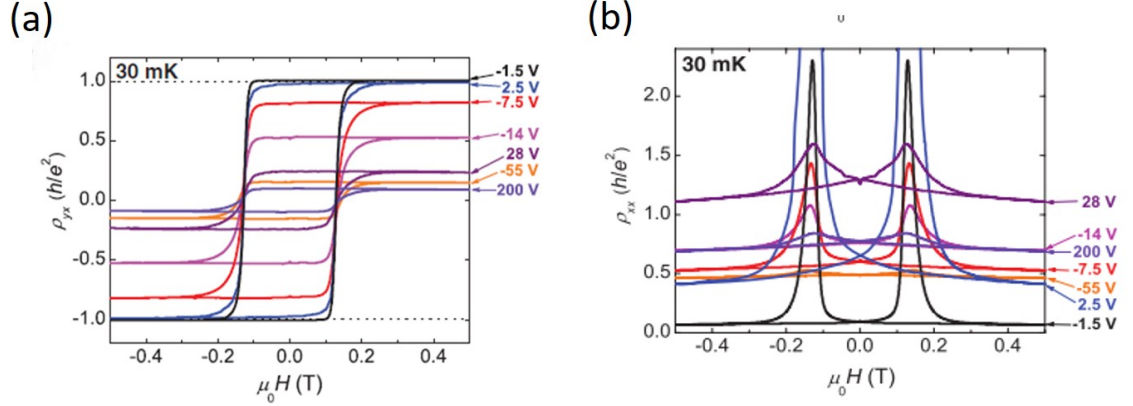 (a)
30 mK
1.0
0.5
0.0
-0.5
-1.0
ρyx (h/e²)
-0.4 -0.2 0.0 0.2 0.4
μ₀H (T)
-1.5 V
2.5 V
-7.5 V
-14 V
28 V
-55 V
200 V
(b)
30 mK
2.0
1.5
1.0
0.5
0.0
ρxx (h/e²)
-0.4 -0.2 0.0 0.2 0.4
μ₀H (T)
28 V
-14 V
200 V
-7.5 V
-55 V
2.5 V
-1.5 V